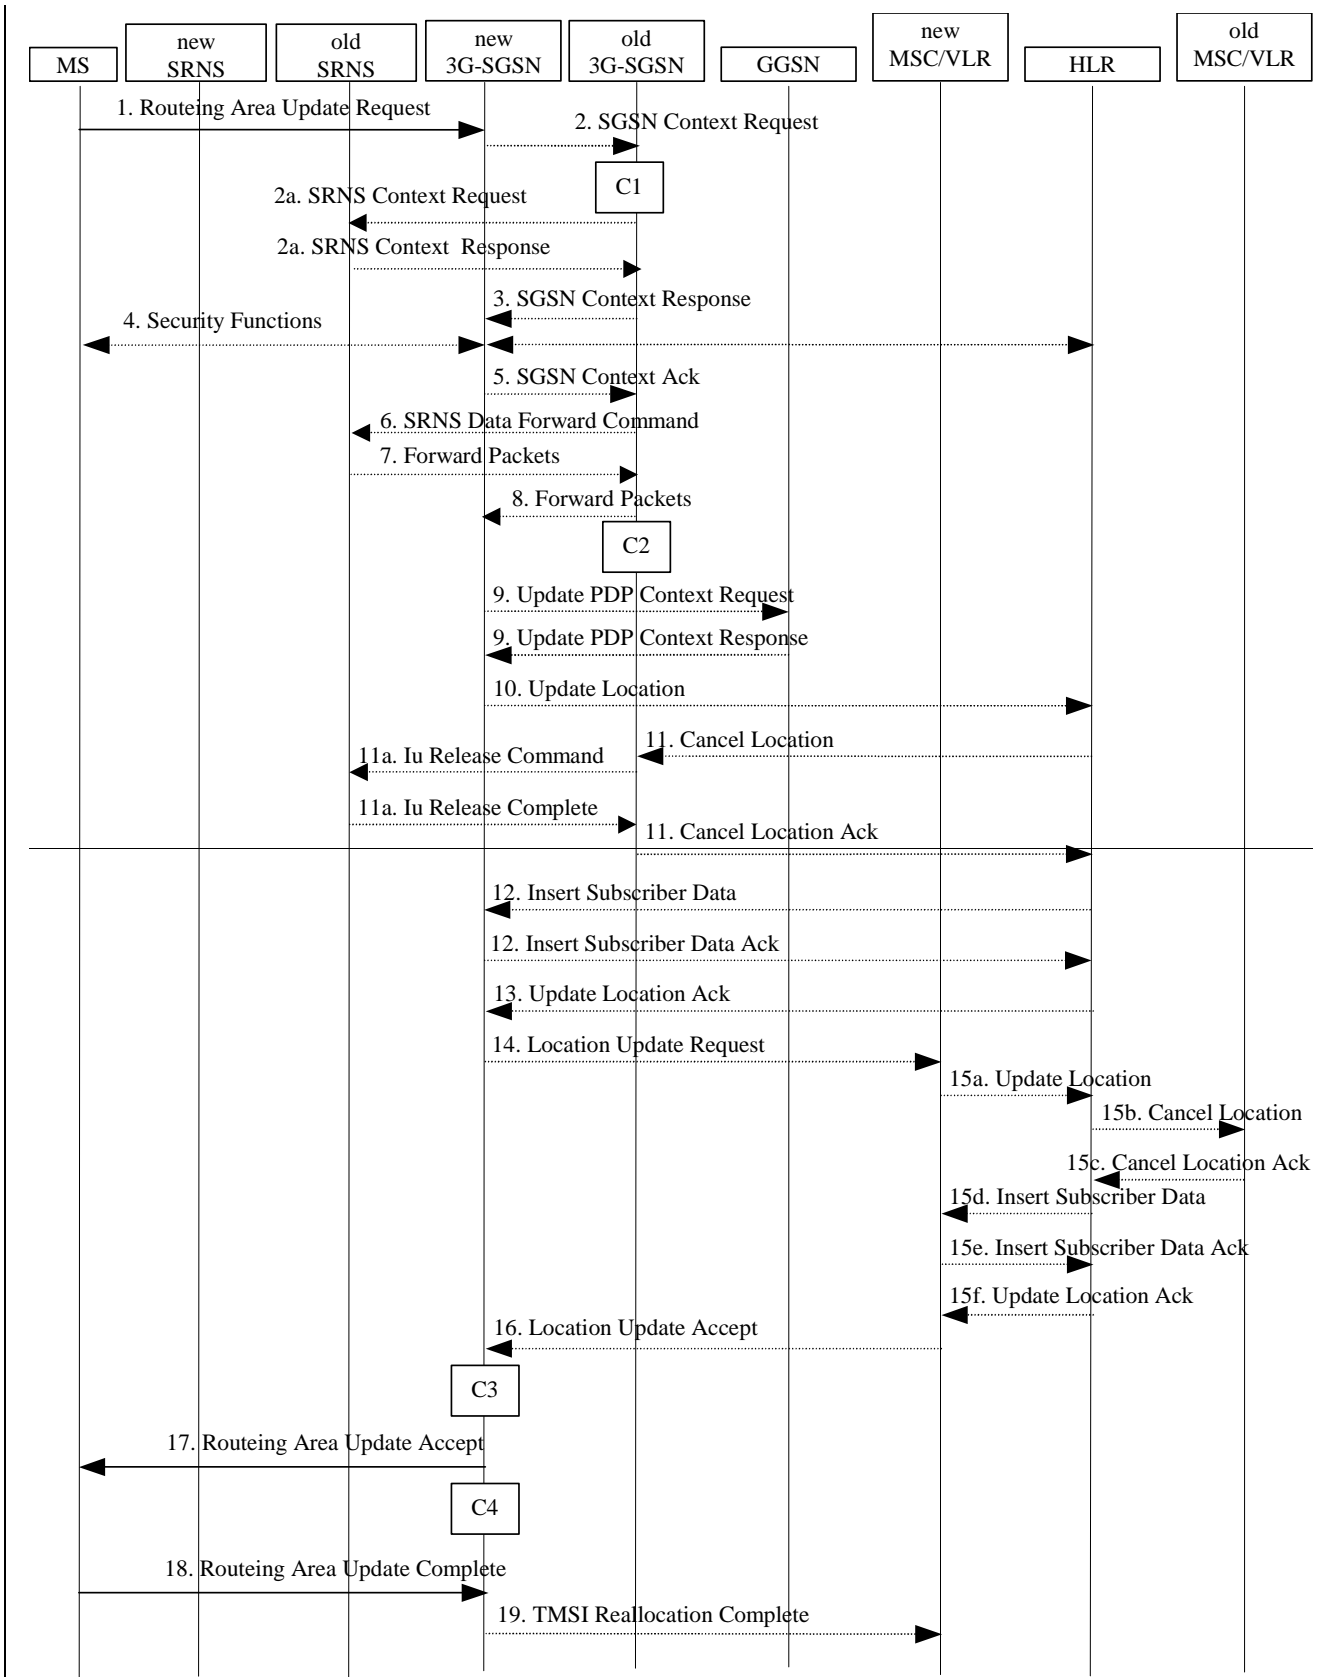 MS
new
SRNS
old
SRNS
new
3G-SGSN
old
3G-SGSN
GGSN
new
MSC/VLR
HLR
old
MSC/VLR
1. Routeing Area Update Request
2. SGSN Context Request
C1
2a. SRNS Context Request
2a. SRNS Context Response
3. SGSN Context Response
4. Security Functions
5. SGSN Context Ack
6. SRNS Data Forward Command
7. Forward Packets
8. Forward Packets
C2
9. Update PDP Context Request
9. Update PDP Context Response
10. Update Location
11. Cancel Location
11a. Iu Release Command
11a. Iu Release Complete
11. Cancel Location Ack
12. Insert Subscriber Data
12. Insert Subscriber Data Ack
13. Update Location Ack
14. Location Update Request
15a. Update Location
15b. Cancel Location
15c. Cancel Location Ack
15d. Insert Subscriber Data
15e. Insert Subscriber Data Ack
15f. Update Location Ack
16. Location Update Accept
C3
17. Routeing Area Update Accept
C4
18. Routeing Area Update Complete
19. TMSI Reallocation Complete